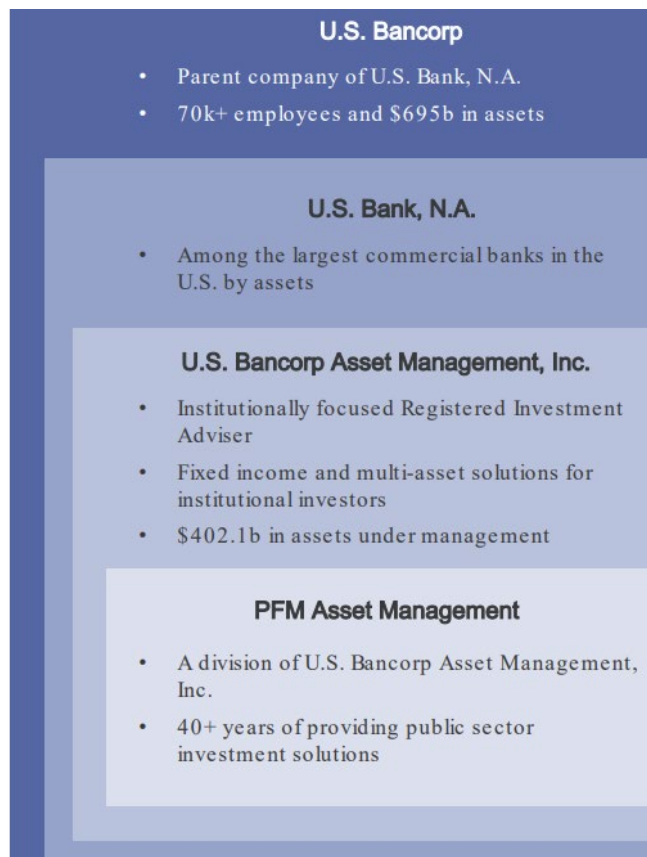 U.S. Bancorp
• Parent company of U.S. Bank, N.A.
• 70k+ employees and $695b in assets
U.S. Bank, N.A.
• Among the largest commercial banks in the
U.S. by assets
U.S. Bancorp Asset Management, Inc.
• Institutionally focused Registered Investment
Adviser
• Fixed income and multi-asset solutions for
institutional investors
• $402.1b in assets under management
PFM Asset Management
• A division of U.S. Bancorp Asset Management,
Inc.
• 40+ years of providing public sector
investment solutions